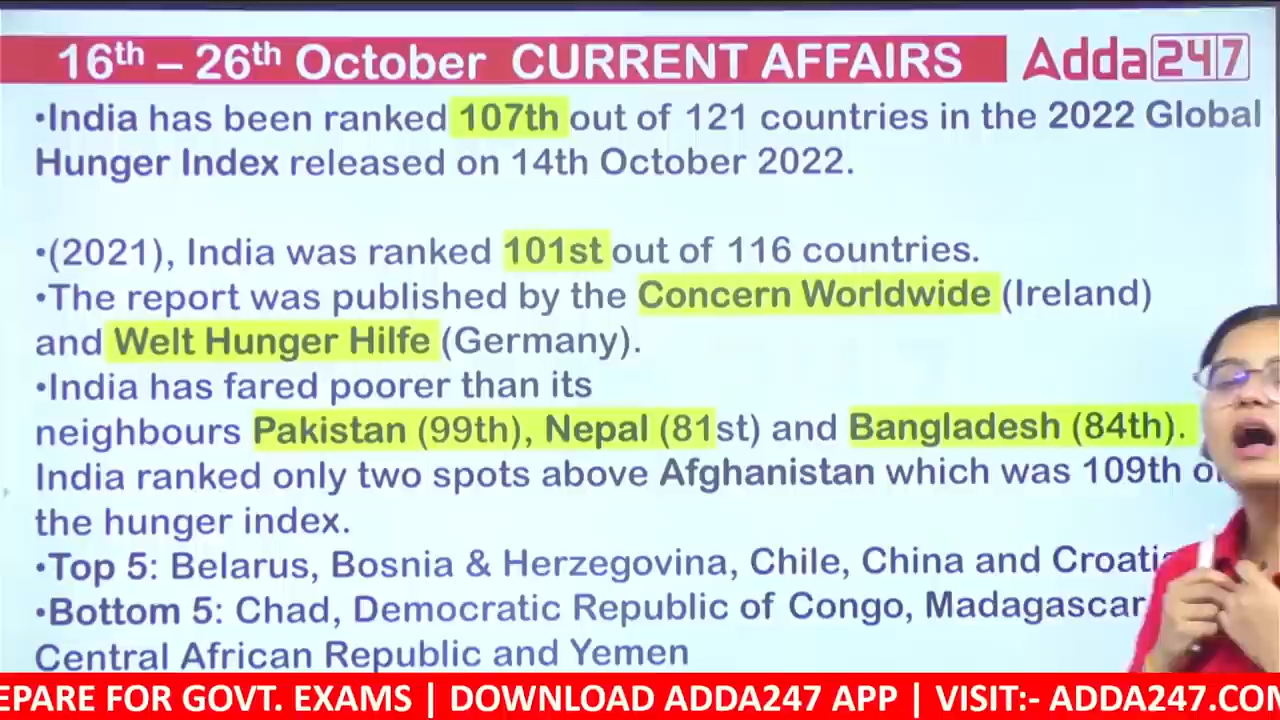 16th – 26th October CURRENT AFFAIRS
Adda247
•India has been ranked 107th out of 121 countries in the 2022 Global
Hunger Index released on 14th October 2022.
•(2021), India was ranked 101st out of 116 countries.
•The report was published by the Concern Worldwide (Ireland)
and Welt Hunger Hilfe (Germany).
•India has fared poorer than its
neighbours Pakistan (99th), Nepal (81st) and Bangladesh (84th).
India ranked only two spots above Afghanistan which was 109th
the hunger index.
•Top 5: Belarus, Bosnia & Herzegovina, Chile, China and Croati
•Bottom 5: Chad, Democratic Republic of Congo, Madagascar
Central African Republic and Yemen
EPARE FOR GOVT. EXAMS | DOWNLOAD ADDA247 APP | VISIT:- ADDA247.COM